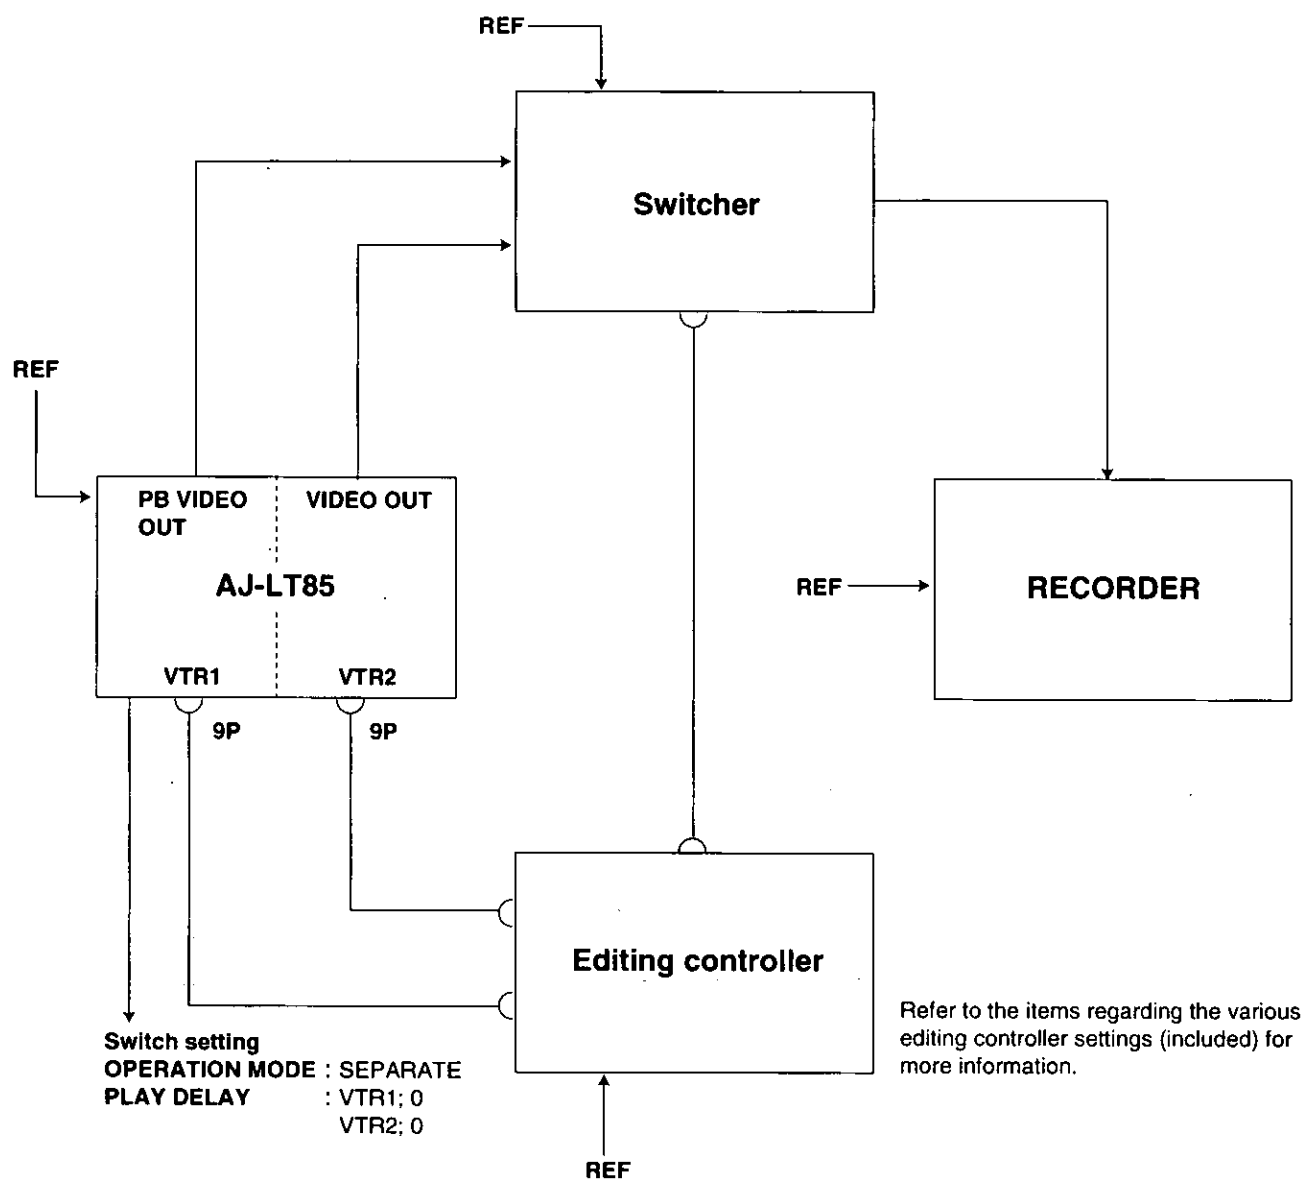 REF
Switcher
REF
PB VIDEO
OUT
VIDEO OUT
AJ-LT85
REF
RECORDER
VTR1
VTR2
9P
9P
Editing controller
Refer to the items regarding the various
editing controller settings (included) for
more information.
Switch setting
OPERATION MODE : SEPARATE
PLAY DELAY : VTR1; 0
VTR2; 0
REF